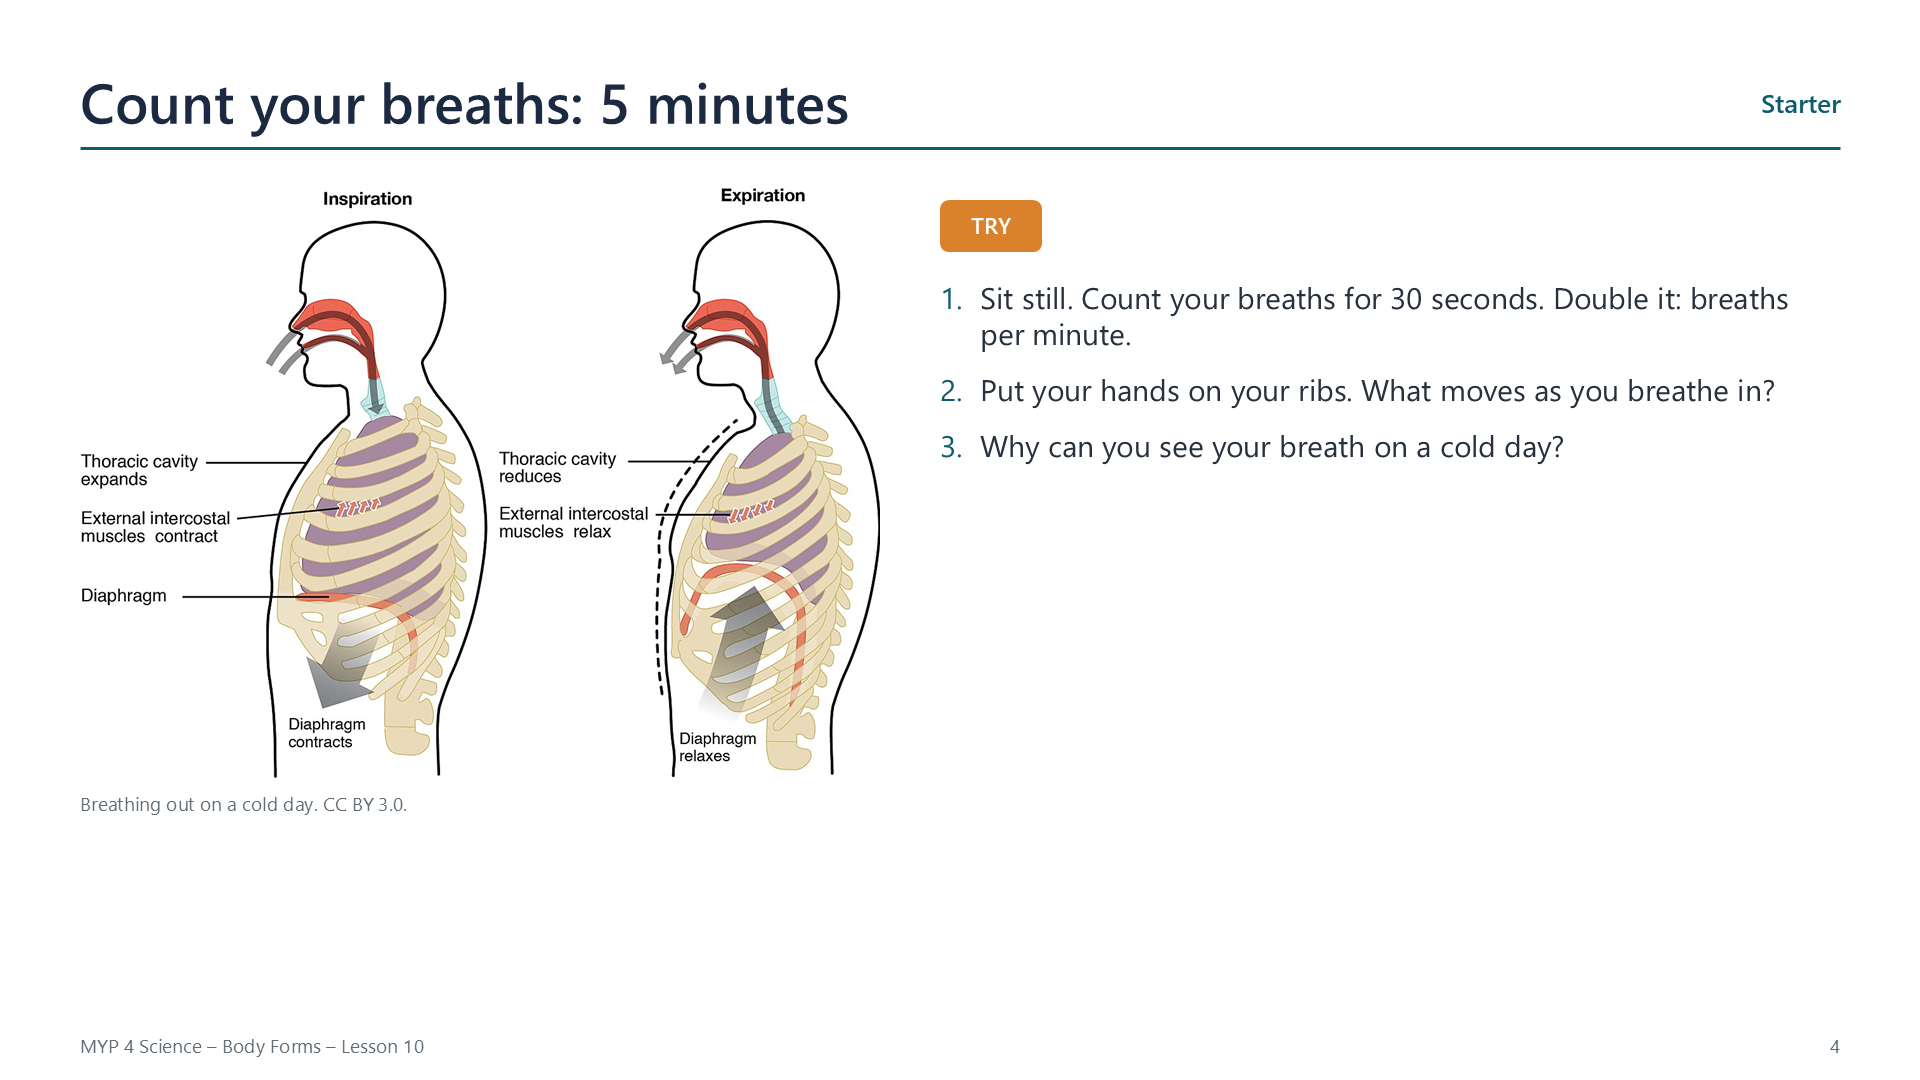 Count your breaths: 5 minutes
Starter
Inspiration
Thoracic cavity
expands
External intercostal
muscles contract
Diaphragm
Diaphragm
contracts
Expiration
Thoracic cavity
reduces
External intercostal
muscles relax
Diaphragm
relaxes
Breathing out on a cold day. CC BY 3.0.
TRY
1. Sit still. Count your breaths for 30 seconds. Double it: breaths
per minute.
2. Put your hands on your ribs. What moves as you breathe in?
3. Why can you see your breath on a cold day?
MYP 4 Science – Body Forms – Lesson 10
4